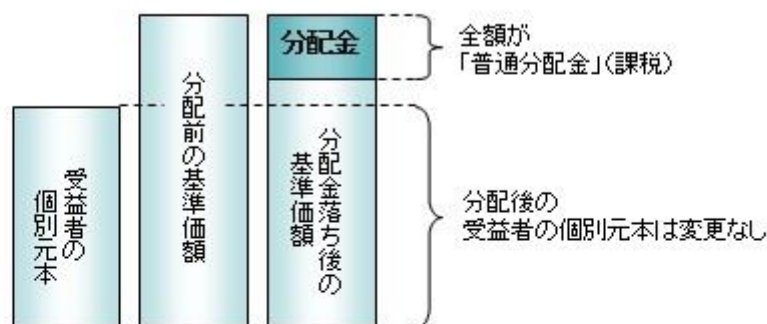 受益者の
個別元本
分配前の基準価額
分配金
分配金落ち後の
基準価額
全額が
「普通分配金」(課税)
分配後の
受益者の個別元本は変更なし